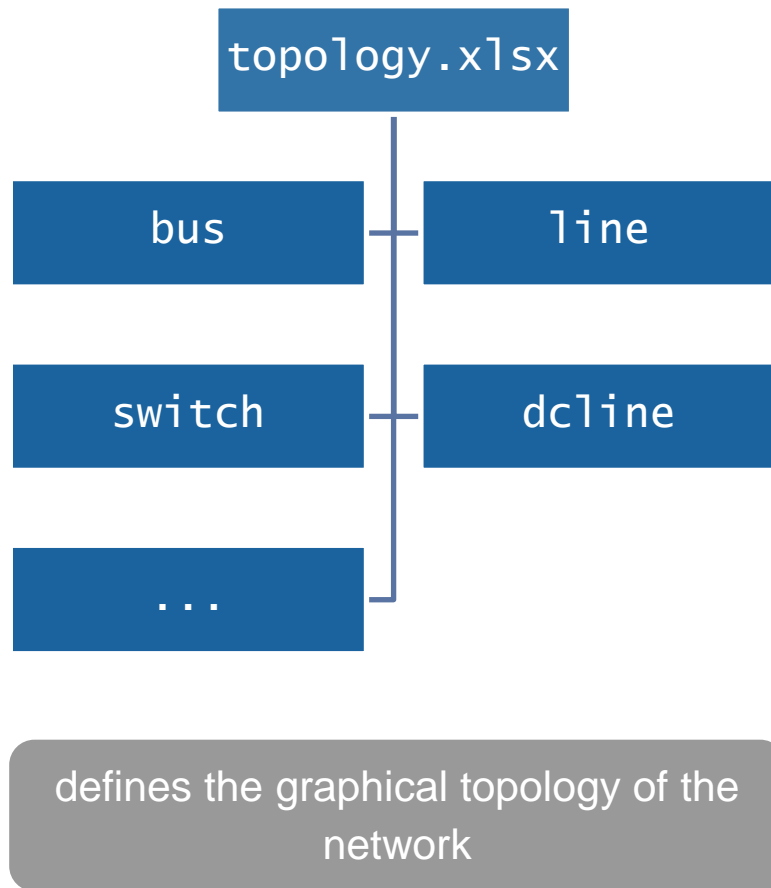 topology.xlsx
bus
line
switch
dcline
...
defines the graphical topology of the
network